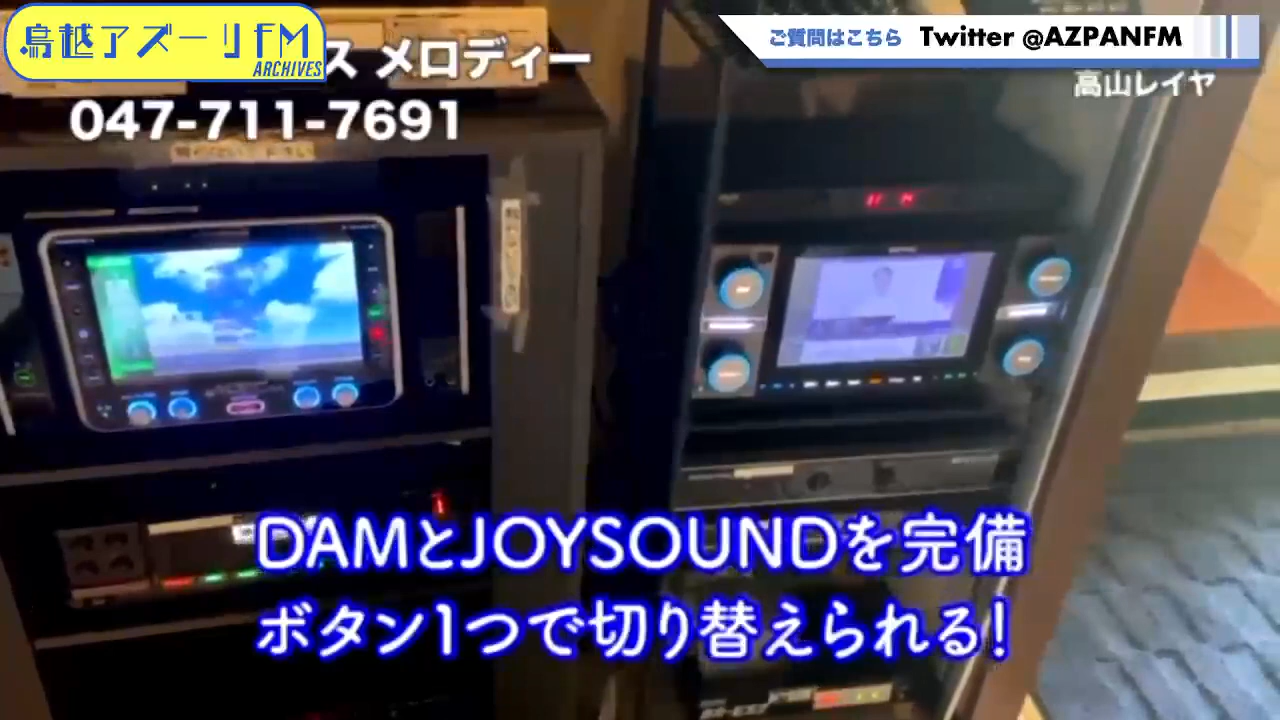 鳥越アズーリFM
ARCHIVES
ス メロディー
047-711-7691
ご質問はこちら Twitter @AZPANFM
高山レイヤ
DAMとJOYSOUNDを完備
ボタン1つで切り替えられる!